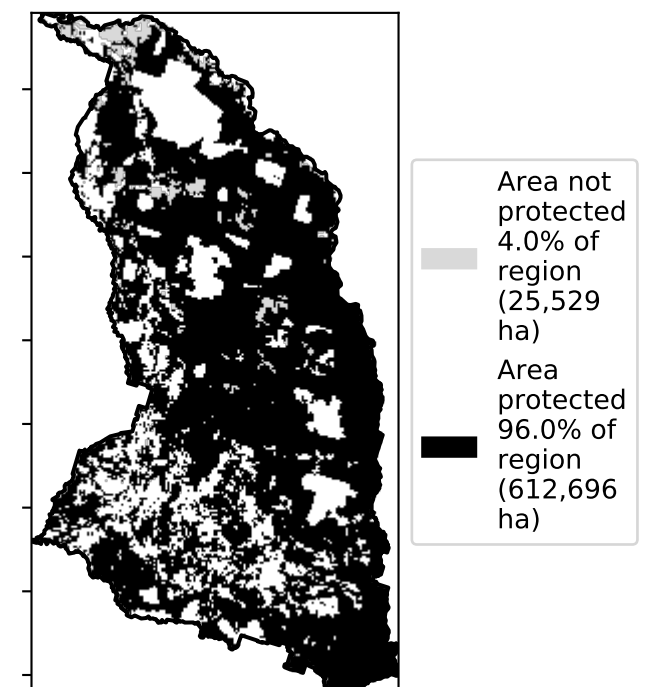 Area not
protected
4.0% of
region
(25,529
ha)
Area
protected
96.0% of
region
(612,696
ha)